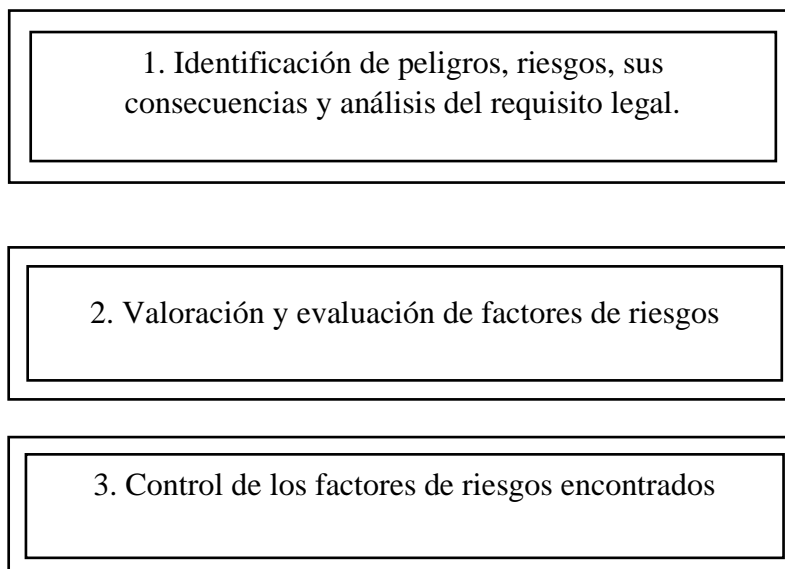 1. Identificación de peligros, riesgos, sus
consecuencias y análisis del requisito legal.
2. Valoración y evaluación de factores de riesgos
3. Control de los factores de riesgos encontrados